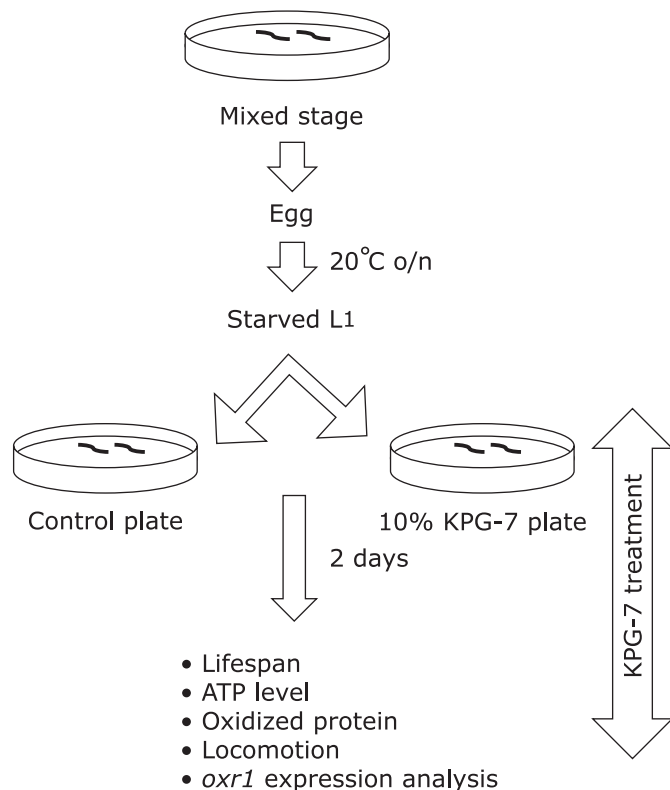 Mixed stage
Egg
20°C o/n
Starved L1
Control plate
10% KPG-7 plate
2 days
KPG-7 treatment
• Lifespan
• ATP level
• Oxidized protein
• Locomotion
• oxr1 expression analysis